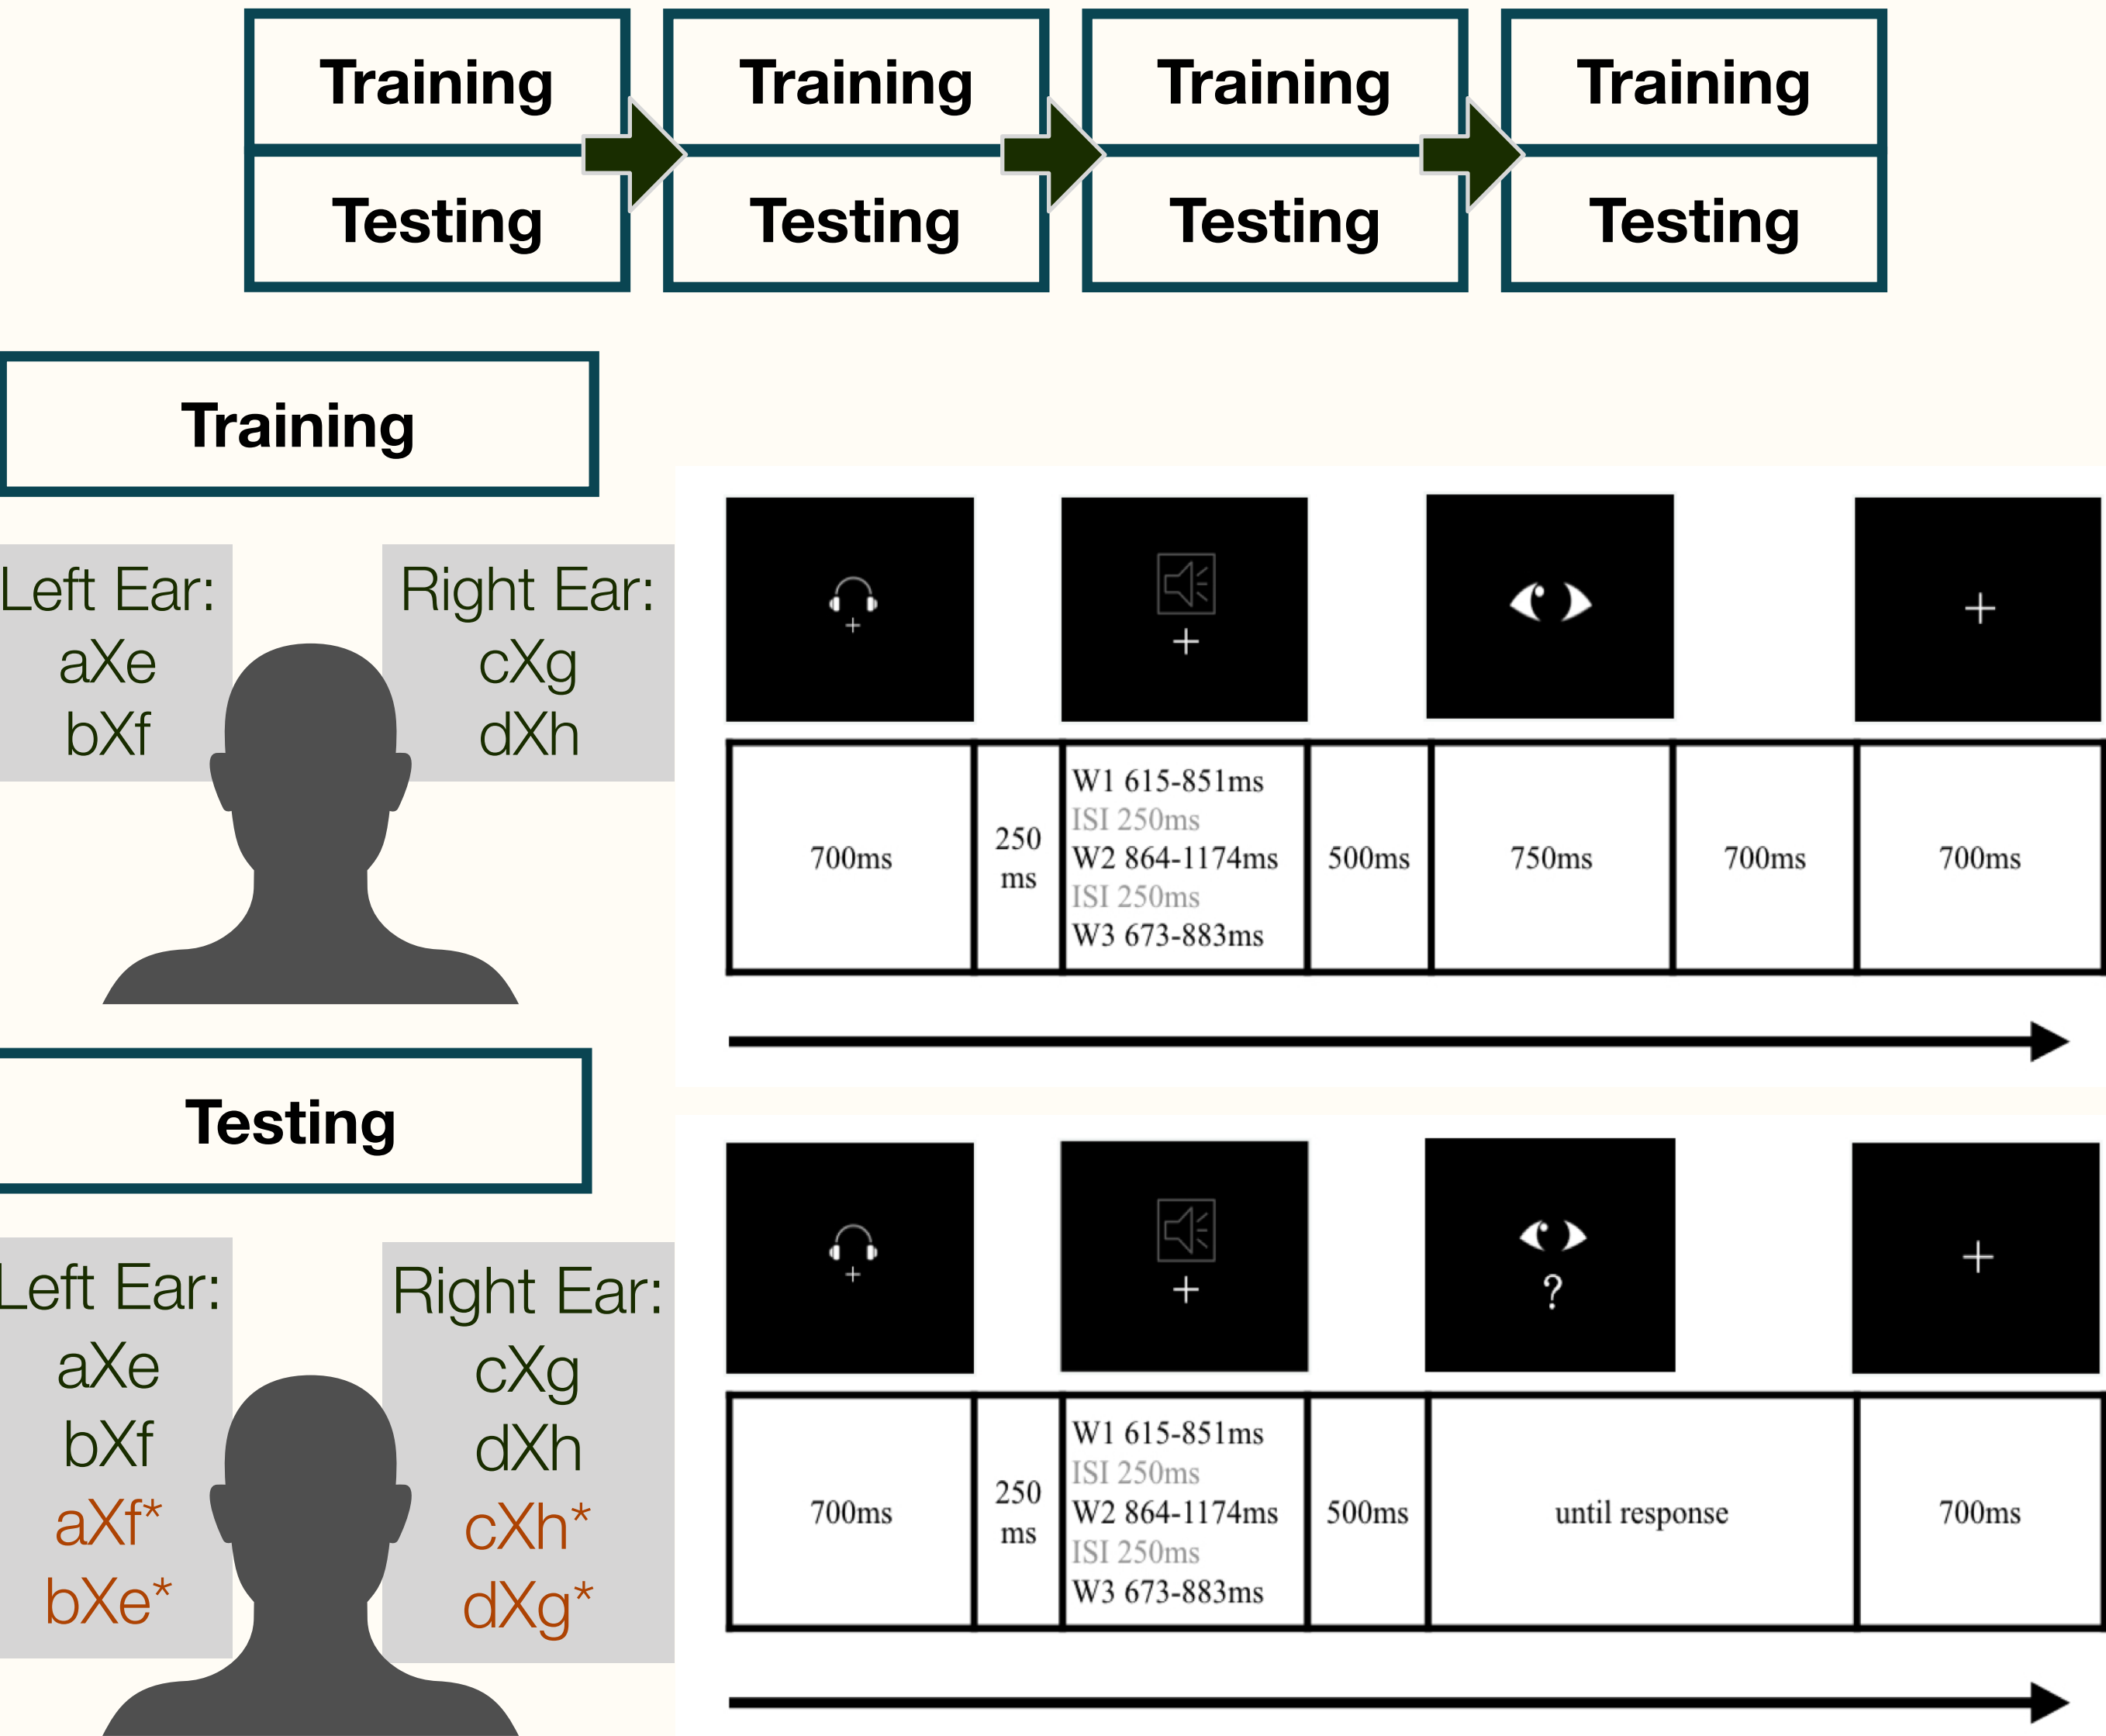 Training
Training
Training
Training
Testing
Testing
Testing
Testing
Training
Left Ear:
aXe
bXf
Right Ear:
cXg
dXh
700ms
250
ms
W1 615-851ms
ISI 250ms
W2 864-1174ms
ISI 250ms
W3 673-883ms
500ms
750ms
700ms
700ms
Testing
Left Ear:
aXe
bXf
aXf*
bXe*
Right Ear:
cXg
dXh
cXh*
dXg*
?
700ms
250
ms
W1 615-851ms
ISI 250ms
W2 864-1174ms
ISI 250ms
W3 673-883ms
500ms
until response
700ms